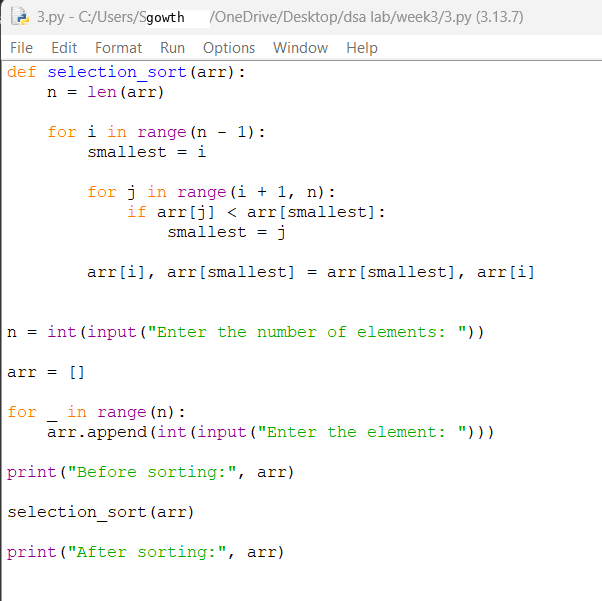 3.py - C:/Users/Sgowth /OneDrive/Desktop/dsa lab/week3/3.py (3.13.7)
File Edit Format Run Options Window Help
def selection_sort(arr):
    n = len(arr)

    for i in range(n - 1):
        smallest = i

        for j in range(i + 1, n):
            if arr[j] < arr[smallest]:
                smallest = j

        arr[i], arr[smallest] = arr[smallest], arr[i]


n = int(input("Enter the number of elements: "))

arr = []

for _ in range(n):
    arr.append(int(input("Enter the element: ")))

print("Before sorting:", arr)

selection_sort(arr)

print("After sorting:", arr)